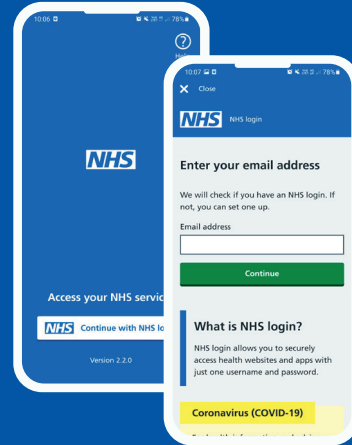 10:06
78%
Help
NHS
Access your NHS servic
NHS Continue with NHS lo
Version 2.2.0
10:07
78%
Close
NHS NHS login
Enter your email address
We will check if you have an NHS login. If
not, you can set one up.
Email address
Continue
What is NHS login?
NHS login allows you to securely
access health websites and apps with
just one username and password.
Coronavirus (COVID-19)